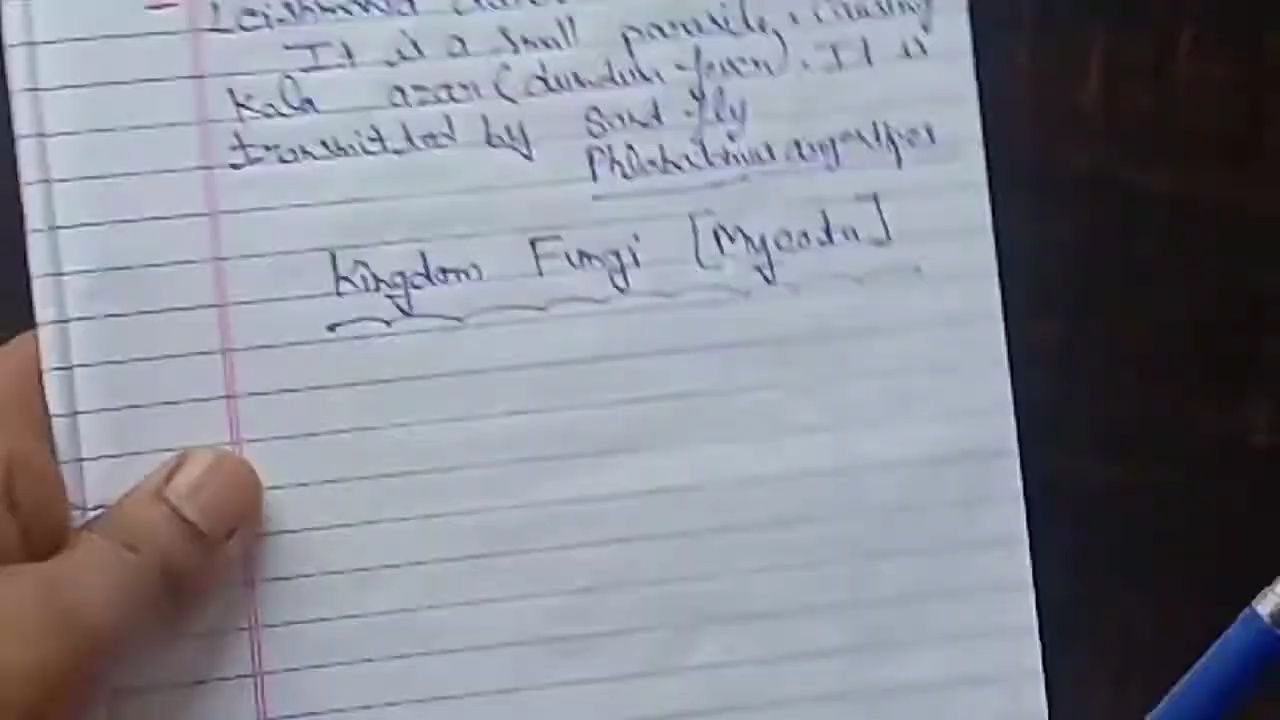 It is a small parasite, causing
Kala azar (dumdum fever). It is
transmitted by Sand fly
Kingdom Fungi [Mycota]